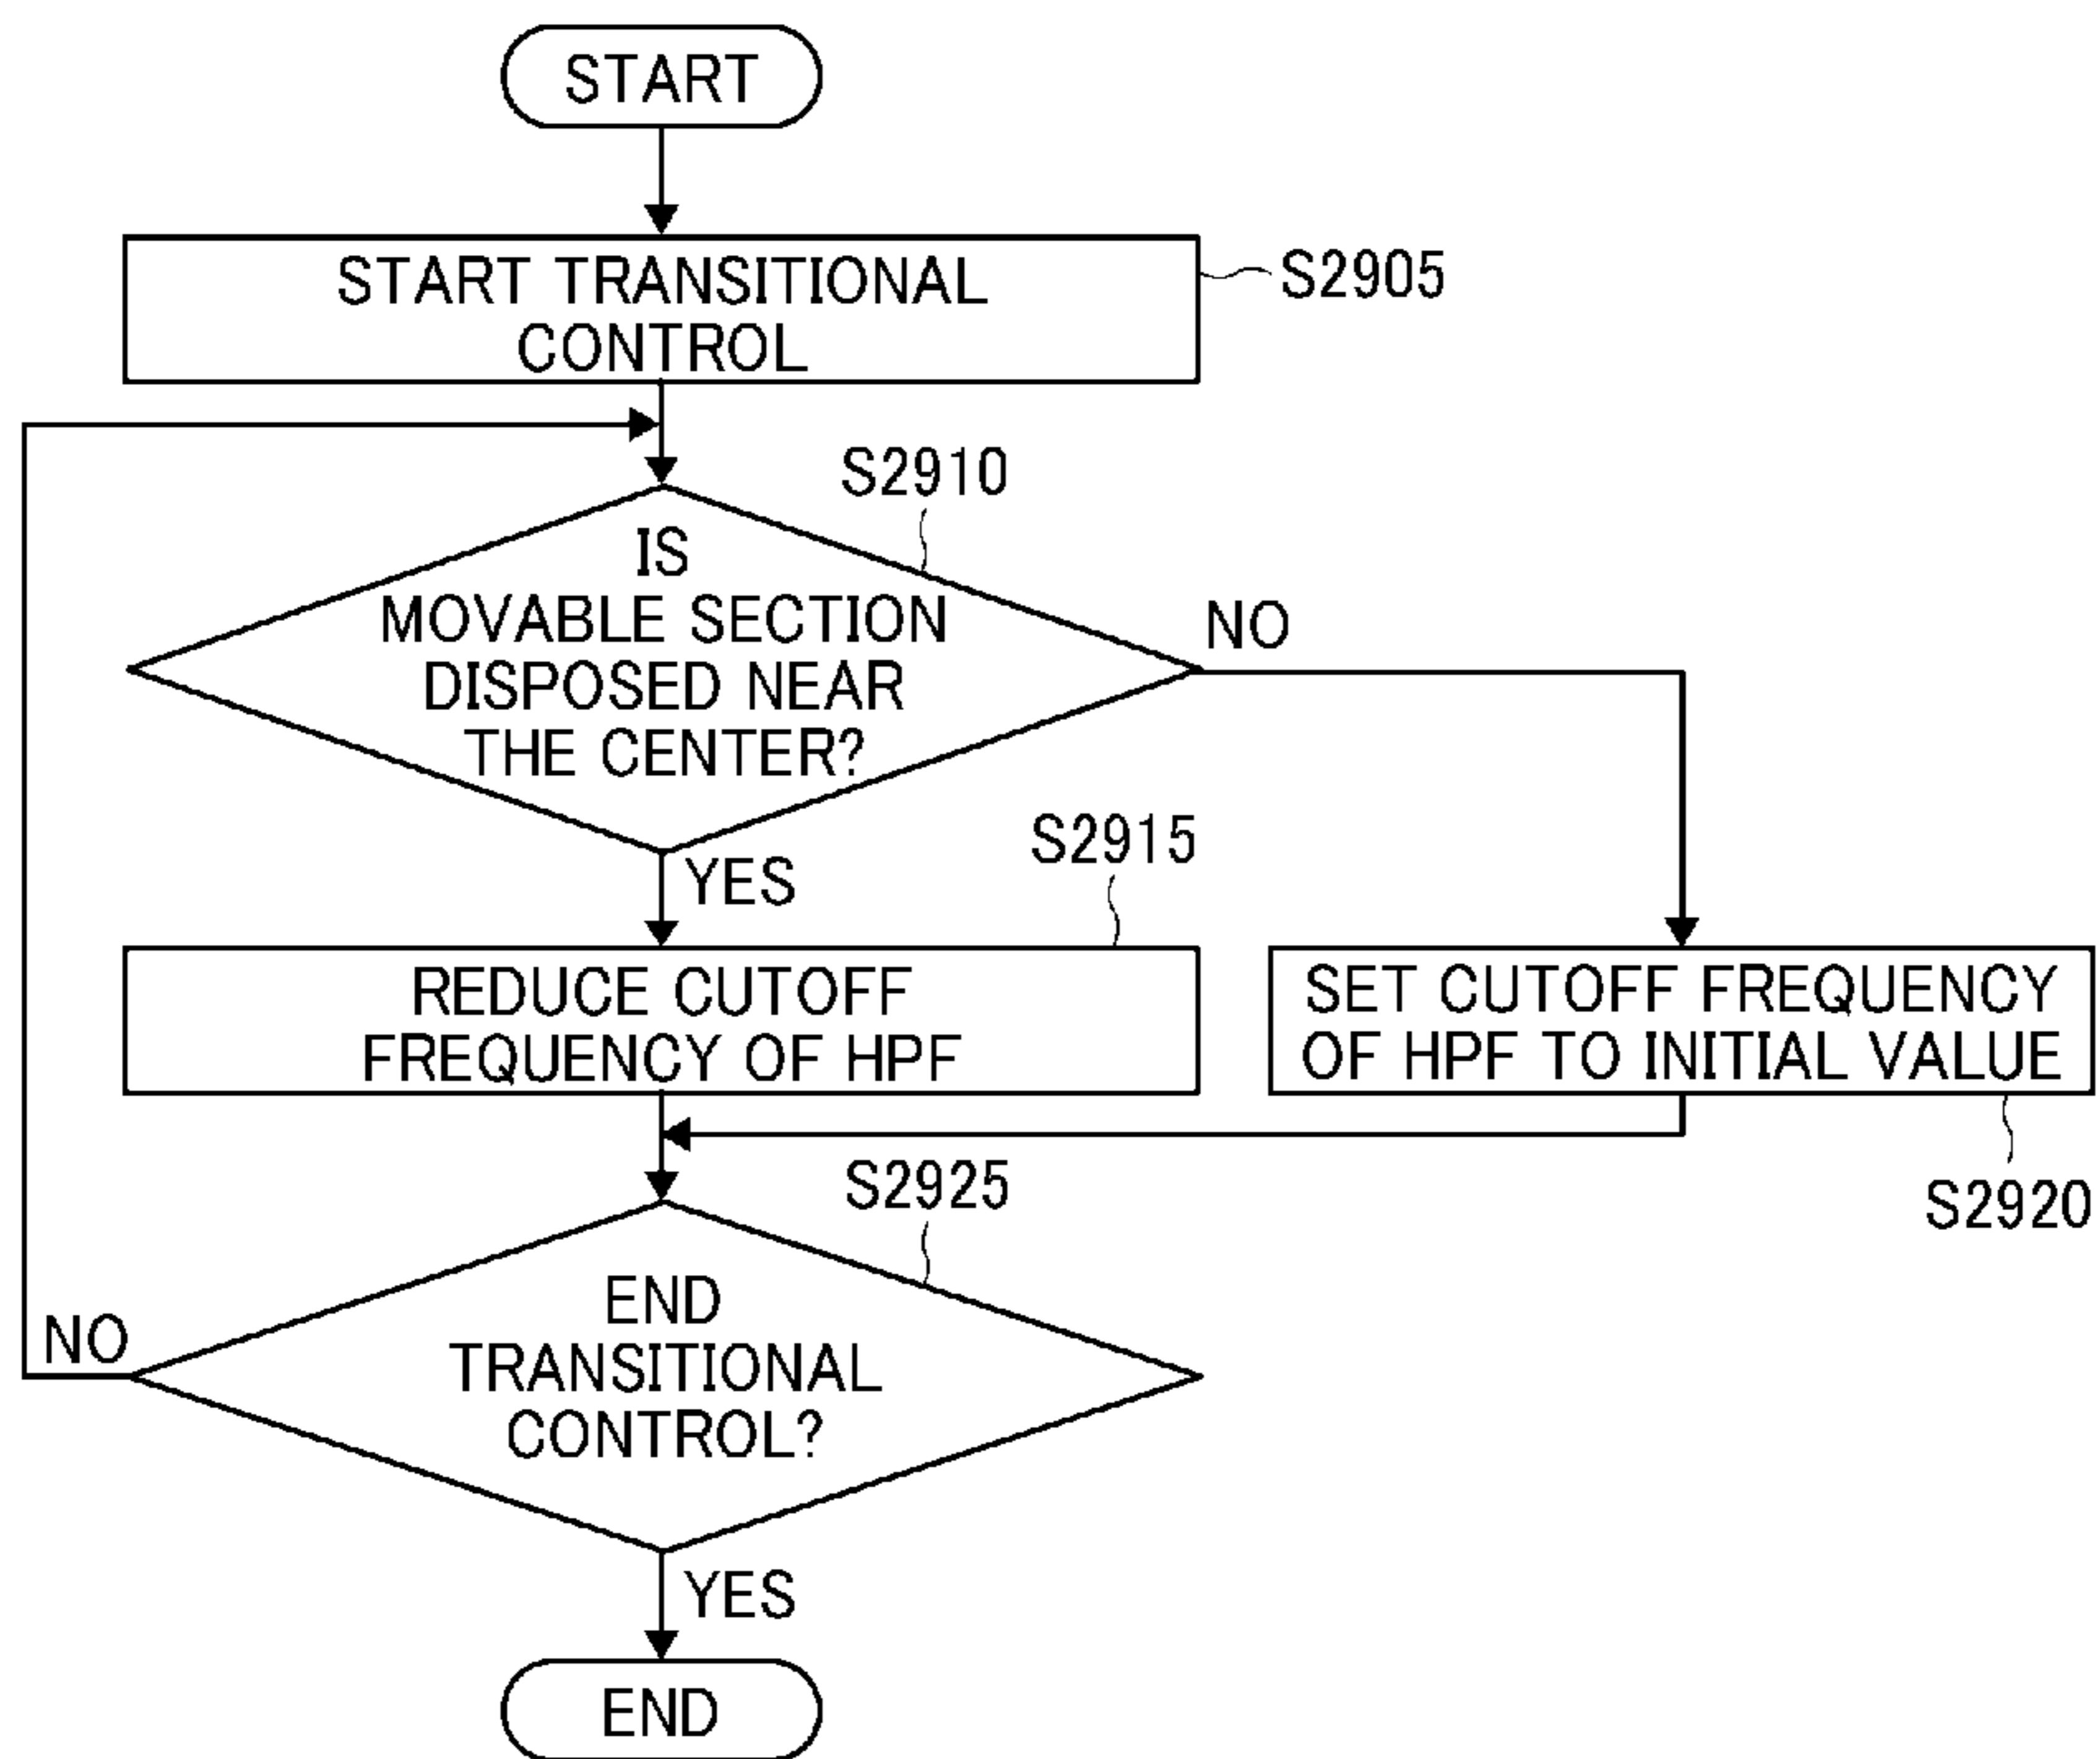 START
START TRANSITIONAL
CONTROL
S2905
S2910
IS
MOVABLE SECTION
DISPOSED NEAR
THE CENTER?
NO
YES
S2915
REDUCE CUTOFF
FREQUENCY OF HPF
SET CUTOFF FREQUENCY
OF HPF TO INITIAL VALUE
S2920
S2925
END
TRANSITIONAL
CONTROL?
NO
YES
END